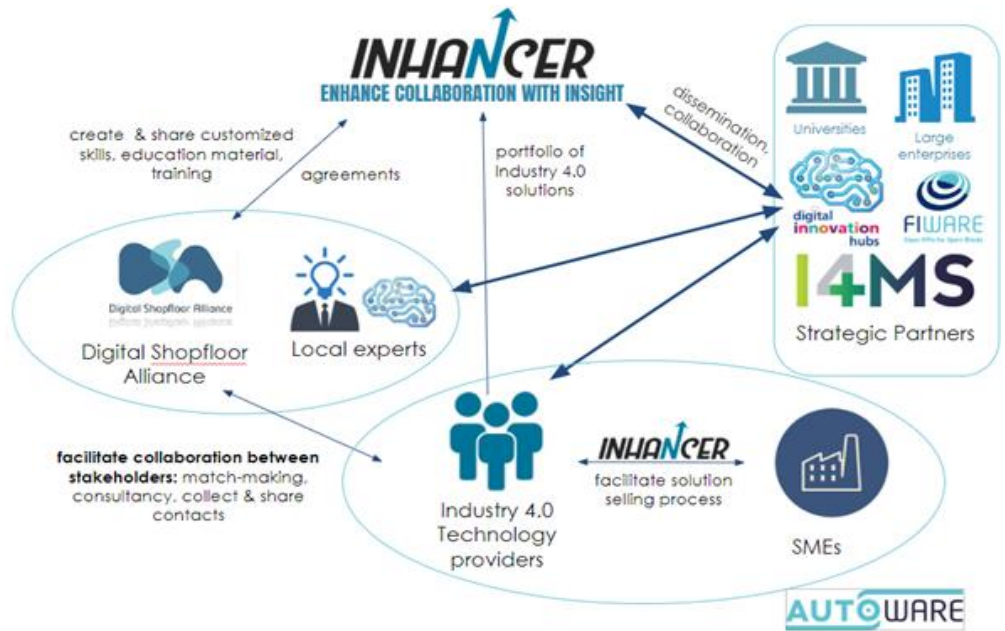 INHANCER
ENHANCE COLLABORATION WITH INSIGHT
create & share customized
skills, education material,
training
agreements
portfolio of
Industry 4.0
solutions
dissemination,
collaboration
Universities
Large
enterprises
digital
innovation
hubs
FIWARE
I4MS
Strategic Partners
Digital Shopfloor Alliance
Digital Shopfloor
Alliance
Local experts
facilitate collaboration between
stakeholders: match-making,
consultancy, collect & share
contacts
Industry 4.0
Technology
providers
INHANCER
facilitate solution
selling process
SMEs
AUTOWARE